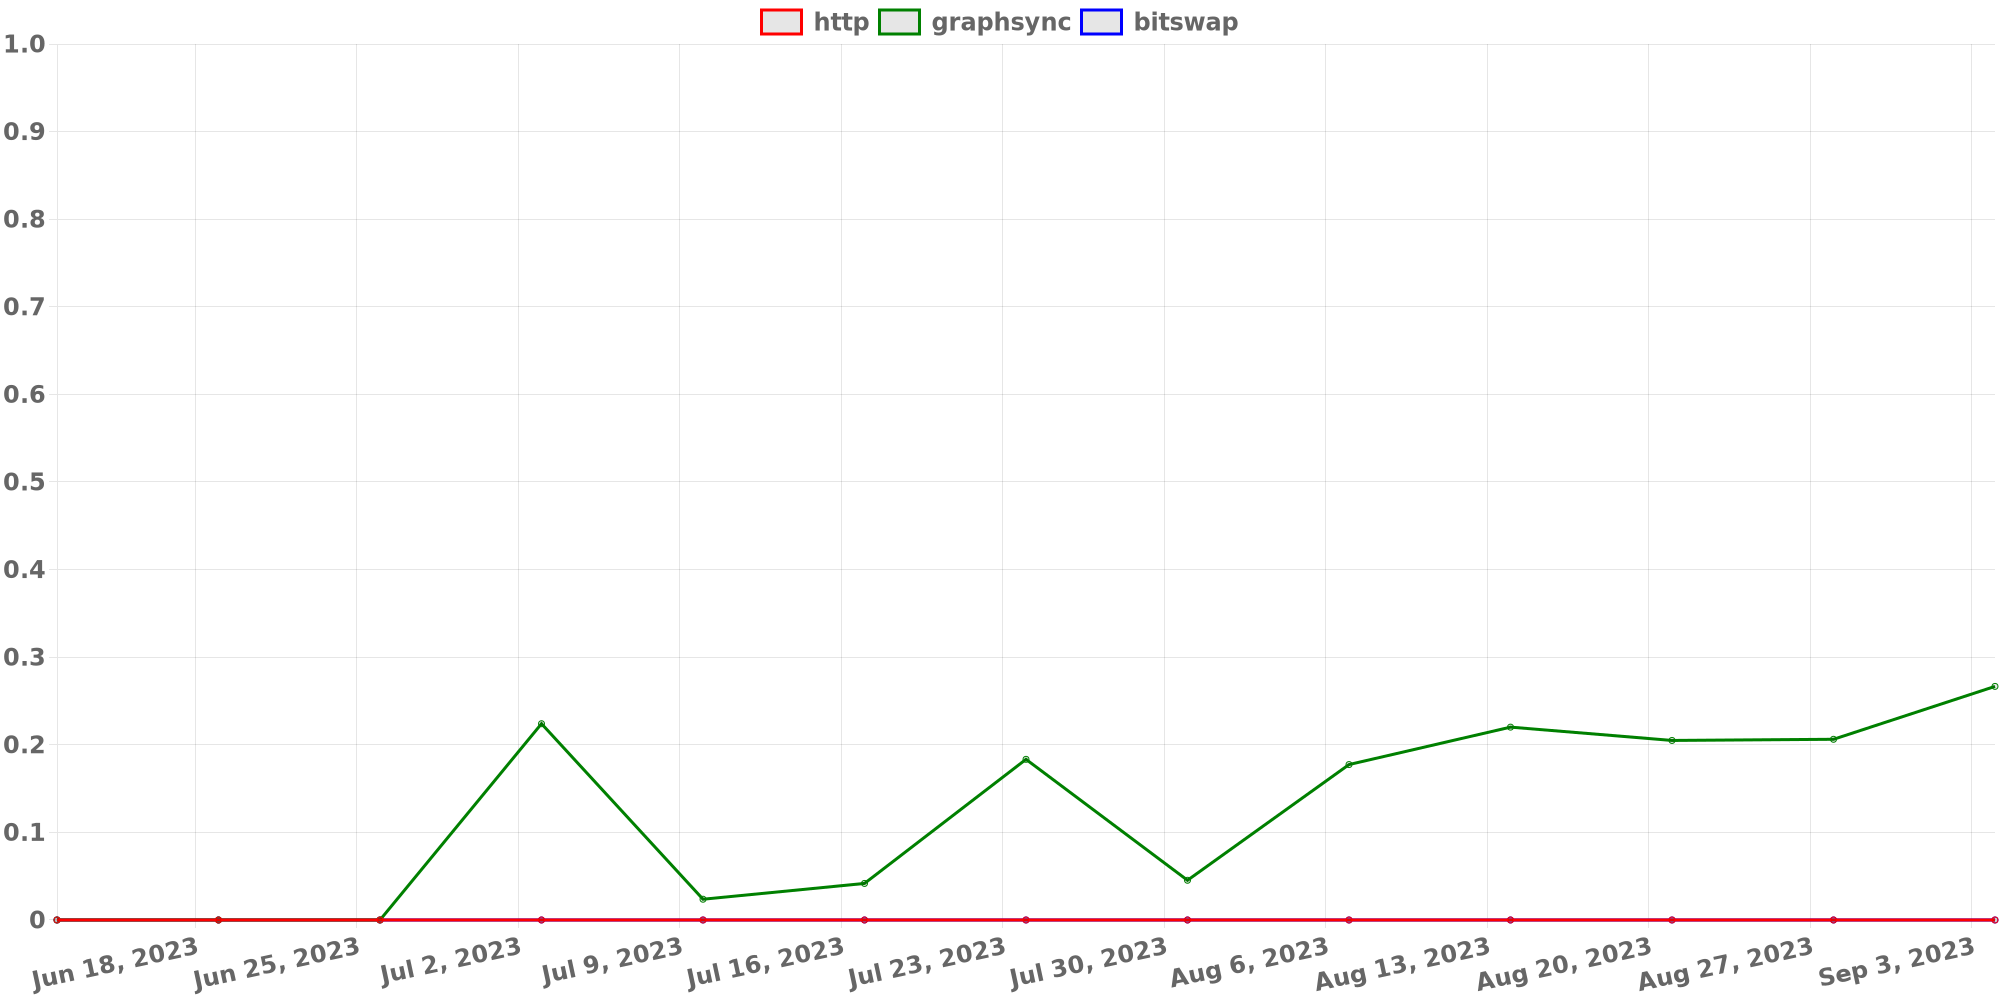 http graphsync bitswap
1.0
0.9
0.8
0.7
0.6
0.5
0.4
0.3
0.2
0.1
0
Jun 18, 2023
Jun 25, 2023
Jul 2, 2023
Jul 9, 2023
Jul 16, 2023
Jul 23, 2023
Jul 30, 2023
Aug 6, 2023
Aug 13, 2023
Aug 20, 2023
Aug 27, 2023
Sep 3, 2023